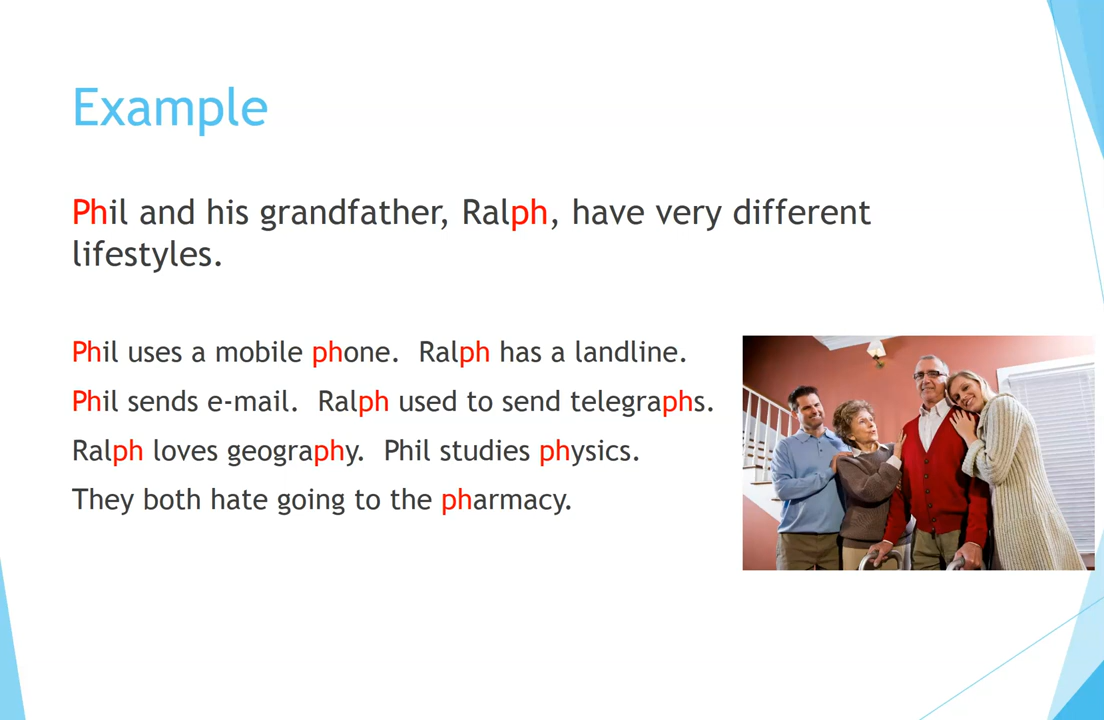 Example
Phil and his grandfather, Ralph, have very different
lifestyles.
Phil uses a mobile phone.  Ralph has a landline.
Phil sends e-mail.  Ralph used to send telegraphs.
Ralph loves geography.  Phil studies physics.
They both hate going to the pharmacy.